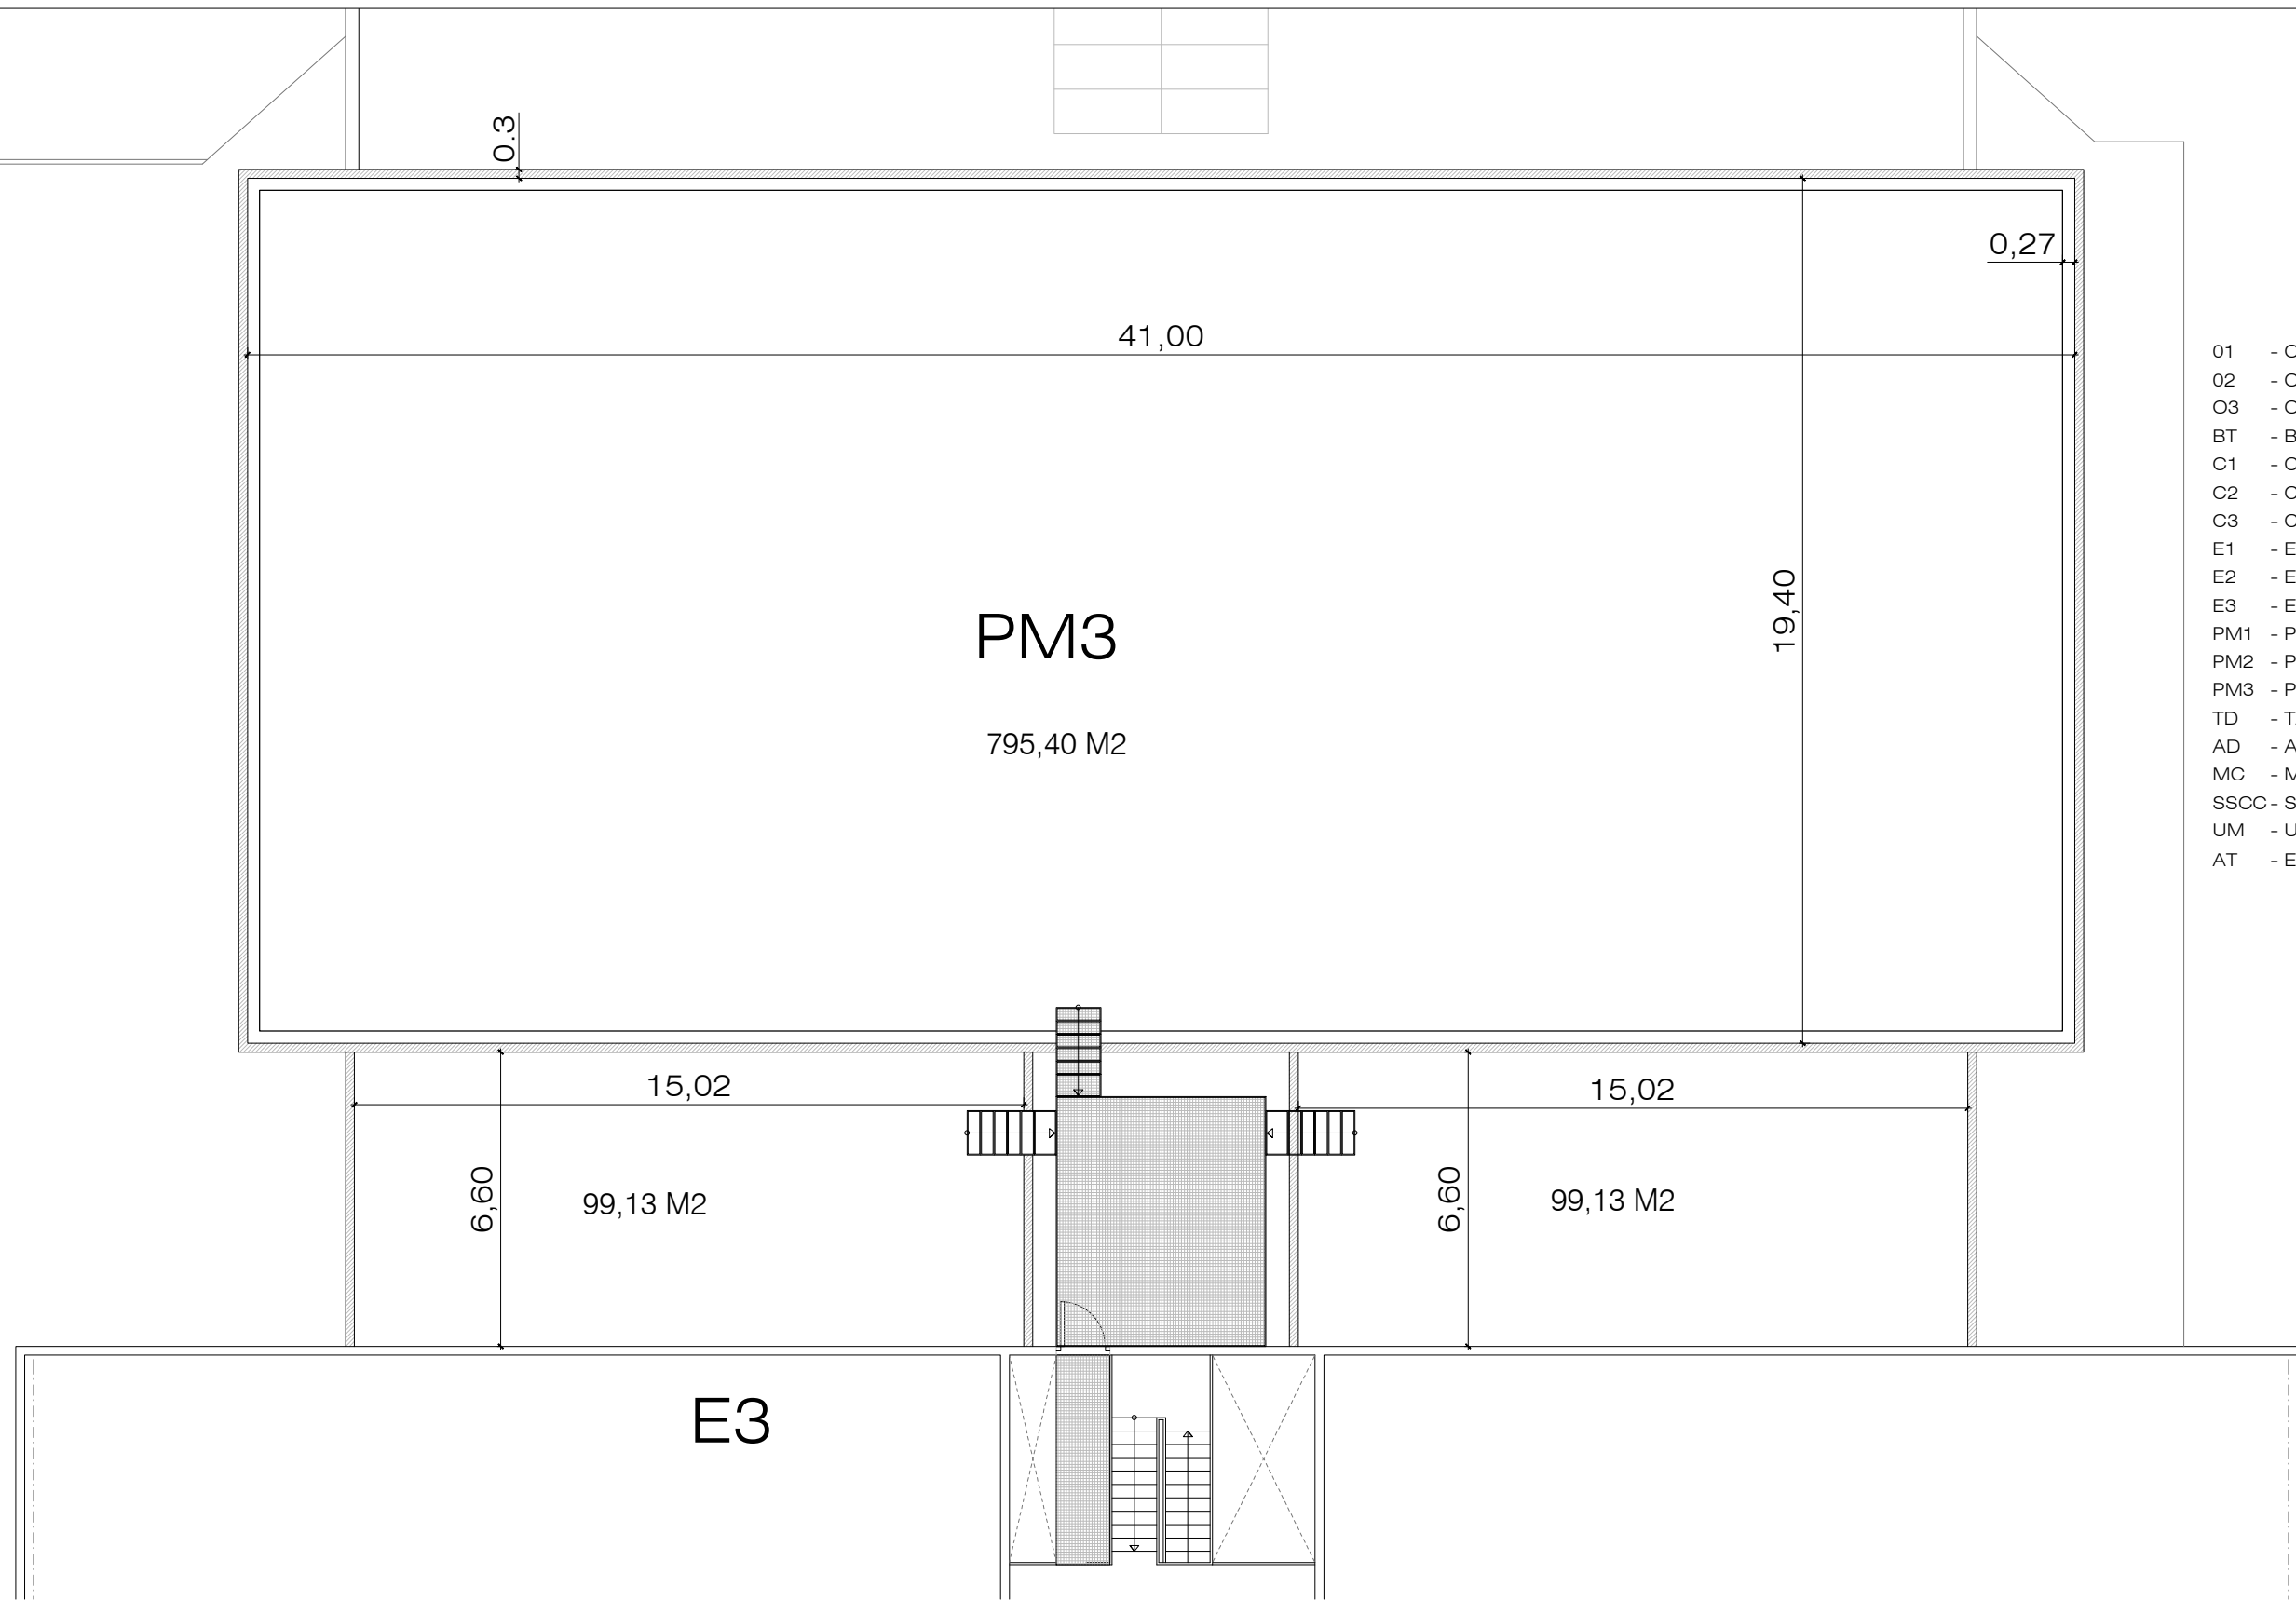 0.3
0,27
41,00
19,40
PM3
795,40 M2
15,02
15,02
6,60
6,60
99,13 M2
99,13 M2
E3
01 -
02 -
O3 -
BT - B
C1 -
C2 -
C3 -
E1 - E
E2 - E
E3 - E
PM1 - P
PM2 - P
PM3 - P
TD - T
AD - A
MC - M
SSCC - S
UM - U
AT - E